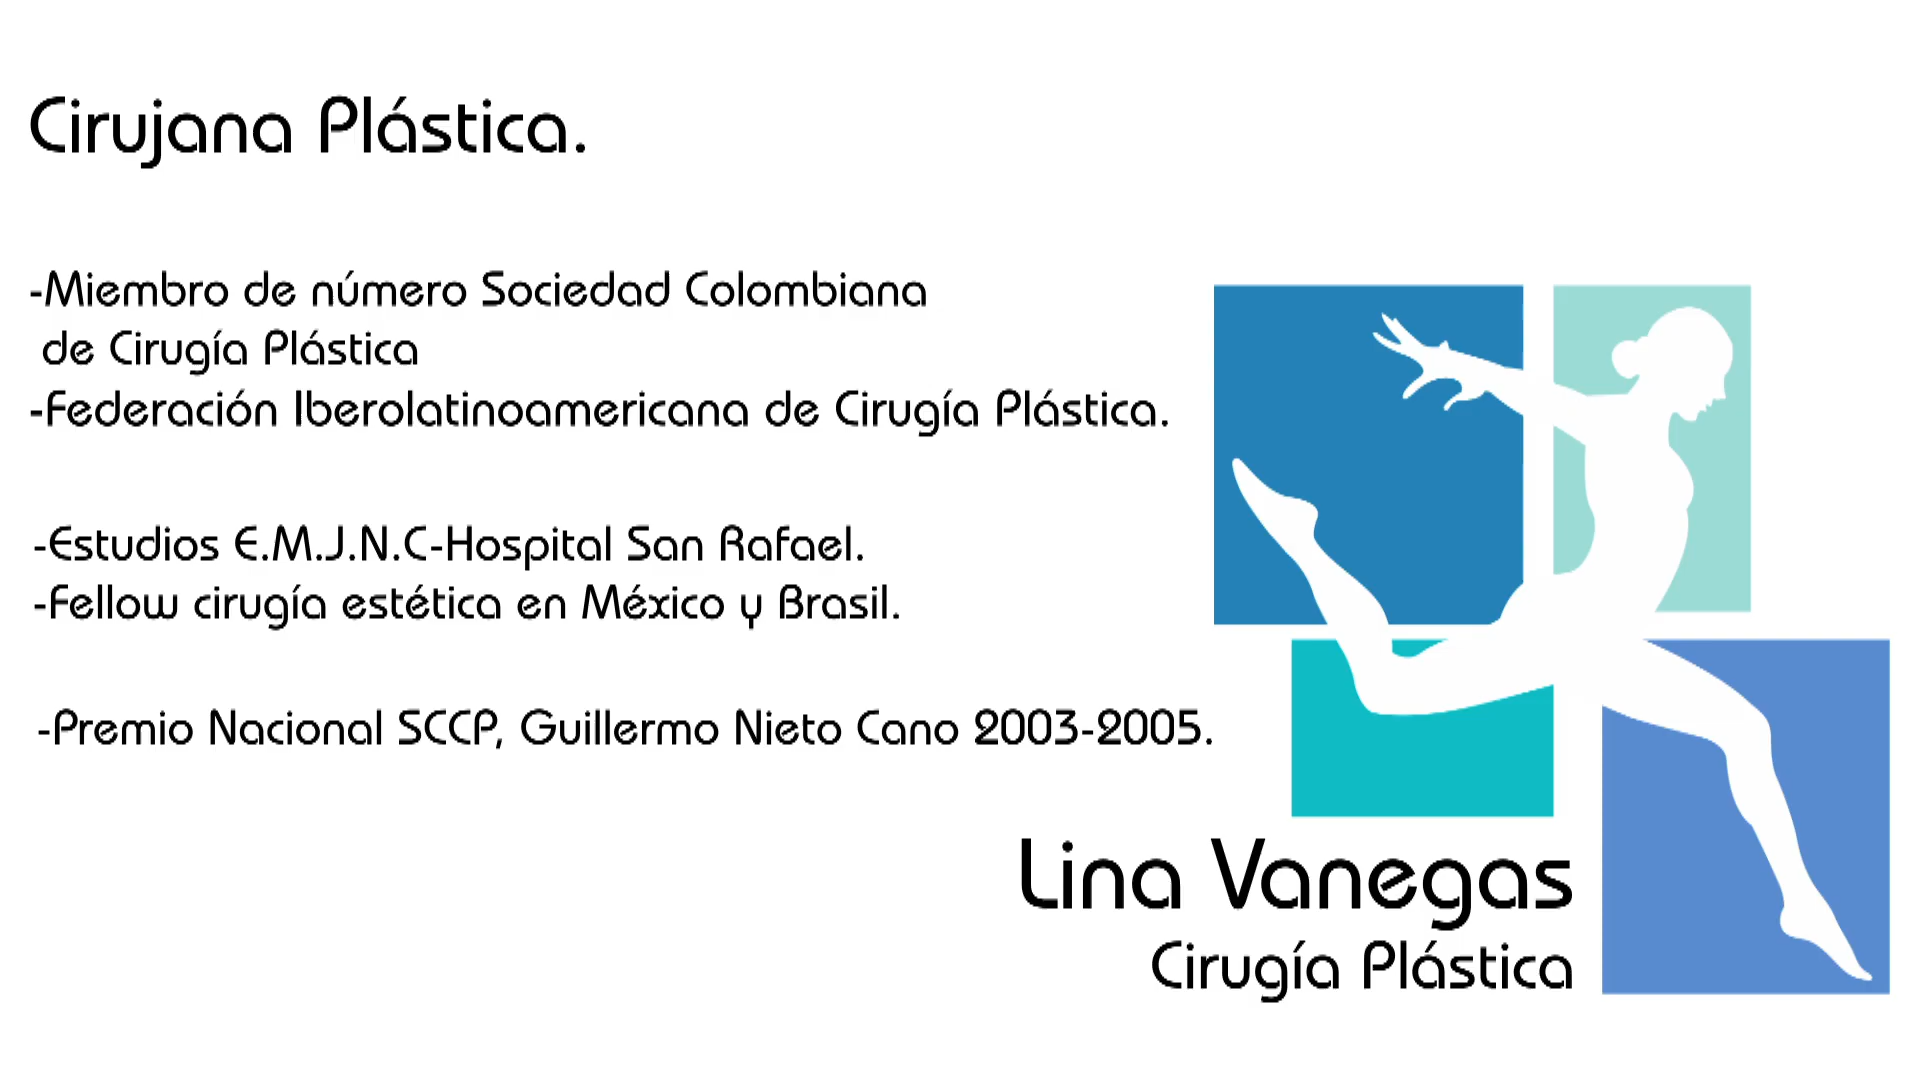 Cirujana Plástica.
-Miembro de número Sociedad Colombiana
de Cirugía Plástica
-Federación Iberolatinoamericana de Cirugía Plástica.
-Estudios E.M.J.N.C-Hospital San Rafael.
-Fellow cirugía estética en México y Brasil.
-Premio Nacional SCCP, Guillermo Nieto Cano 2003-2005.
Lina Vanegas
Cirugía Plástica